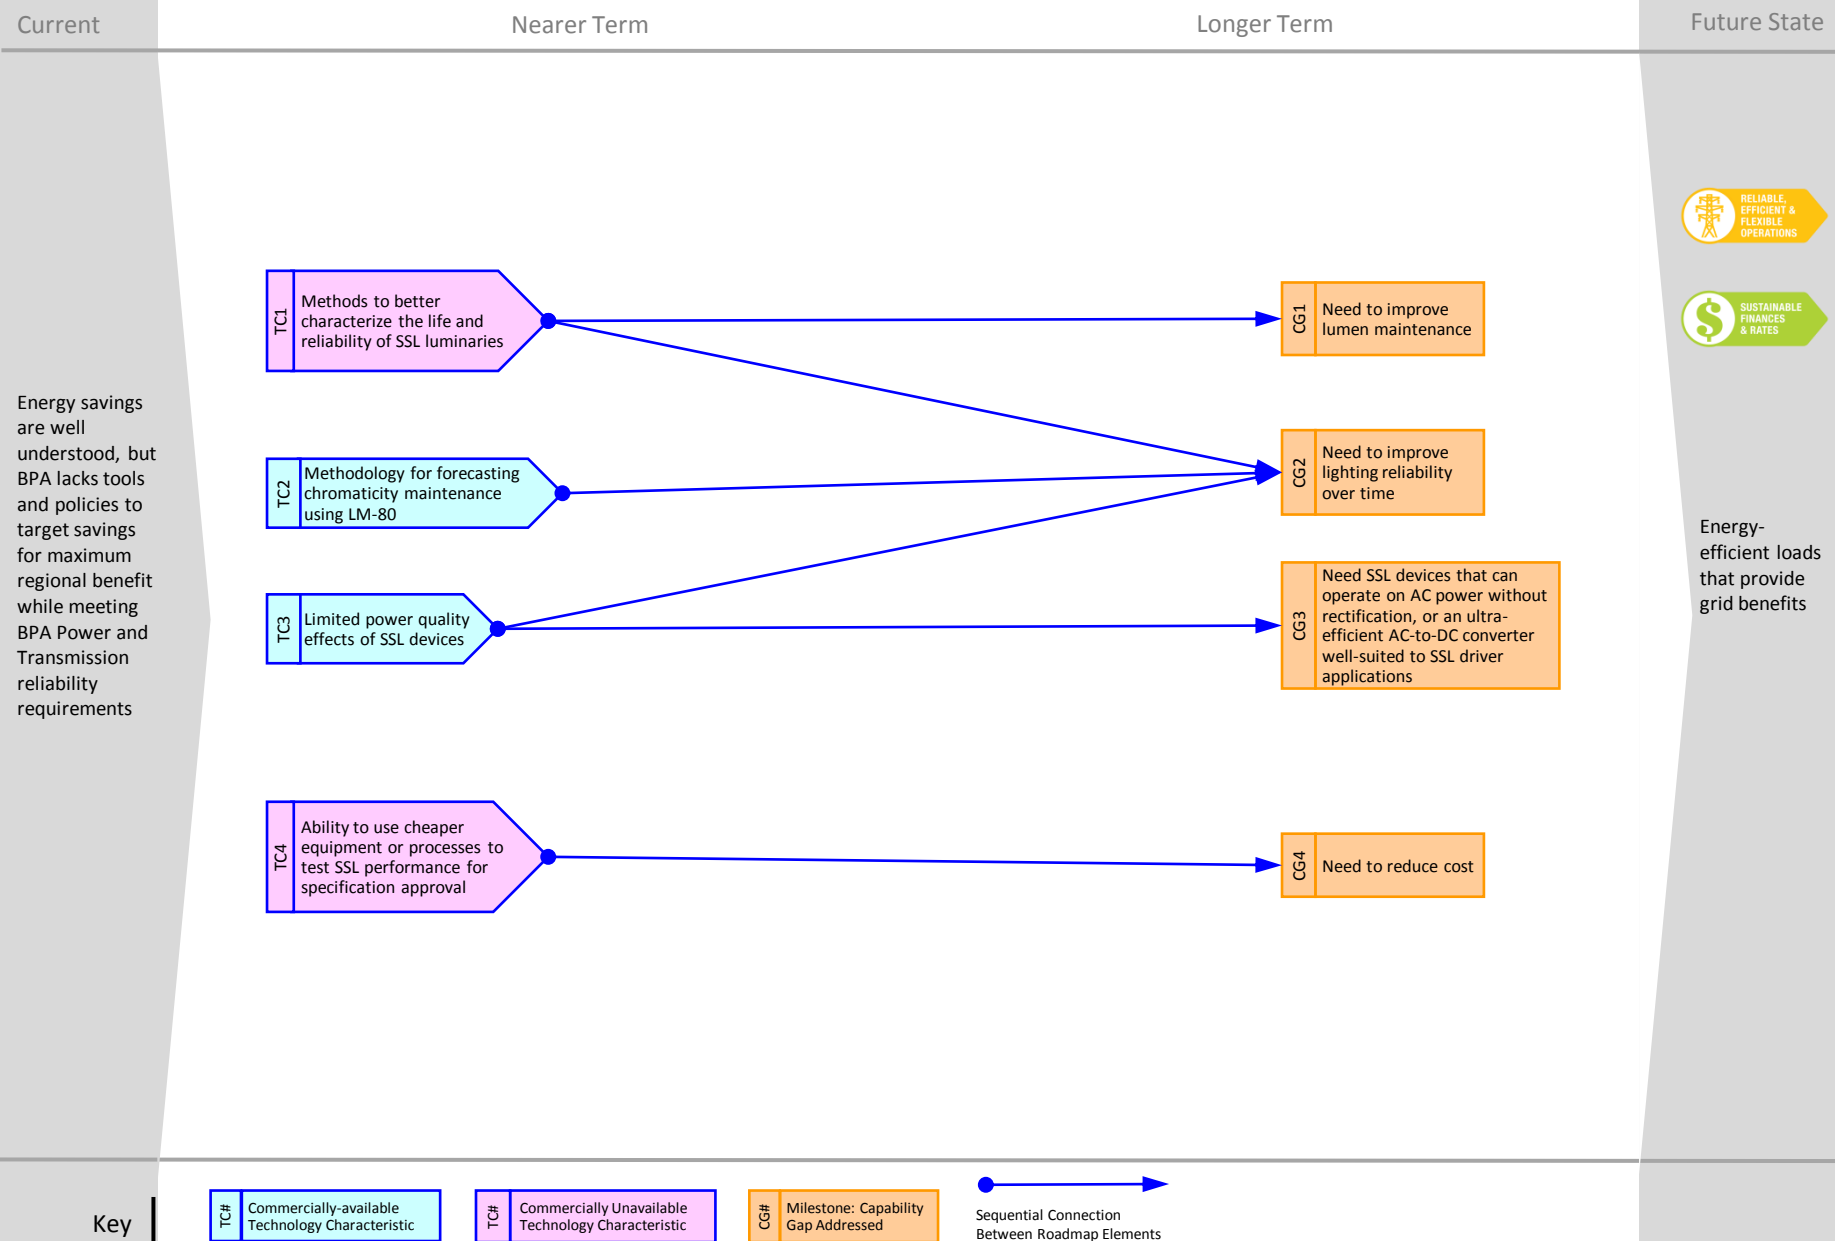 Current
Nearer Term
Longer Term
Future State
RELIABLE,
EFFICIENT &
FLEXIBLE
OPERATIONS
SUSTAINABLE
FINANCES
& RATES
Energy savings
are well
understood, but
BPA lacks tools
and policies to
target savings
for maximum
regional benefit
while meeting
BPA Power and
Transmission
reliability
requirements
TC1
Methods to better
characterize the life and
reliability of SSL luminaries
TC2
Methodology for forecasting
chromaticity maintenance
using LM-80
TC3
Limited power quality
effects of SSL devices
TC4
Ability to use cheaper
equipment or processes to
test SSL performance for
specification approval
CG1
Need to improve
lumen maintenance
CG2
Need to improve
lighting reliability
over time
CG3
Need SSL devices that can
operate on AC power without
rectification, or an ultra-
efficient AC-to-DC converter
well-suited to SSL driver
applications
CG4
Need to reduce cost
Energy-
efficient loads
that provide
grid benefits
Key
TC#
Commercially-available
Technology Characteristic
TC#
Commercially Unavailable
Technology Characteristic
CG#
Milestone: Capability
Gap Addressed
Sequential Connection
Between Roadmap Elements